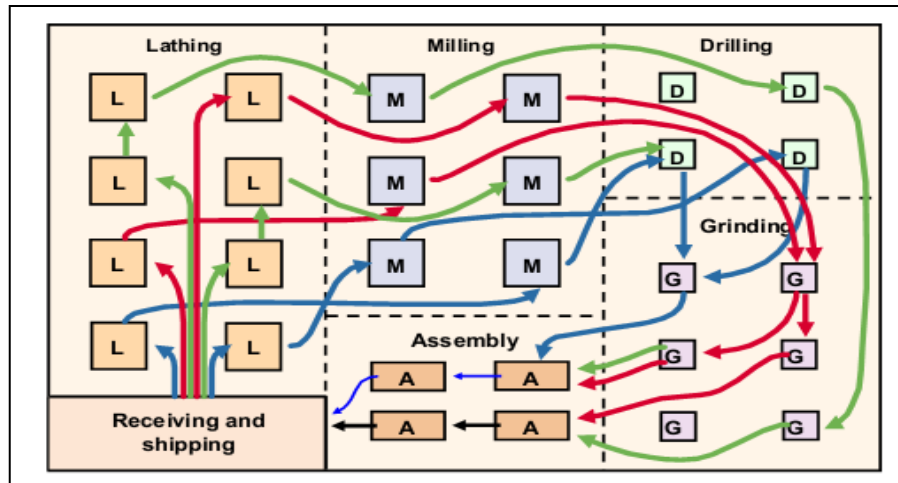 Lathing Milling Drilling
L L M M D D
L L M M D D
Grinding
L L M M G G
L L Assembly G G
A A
Receiving and
shipping
A A G G